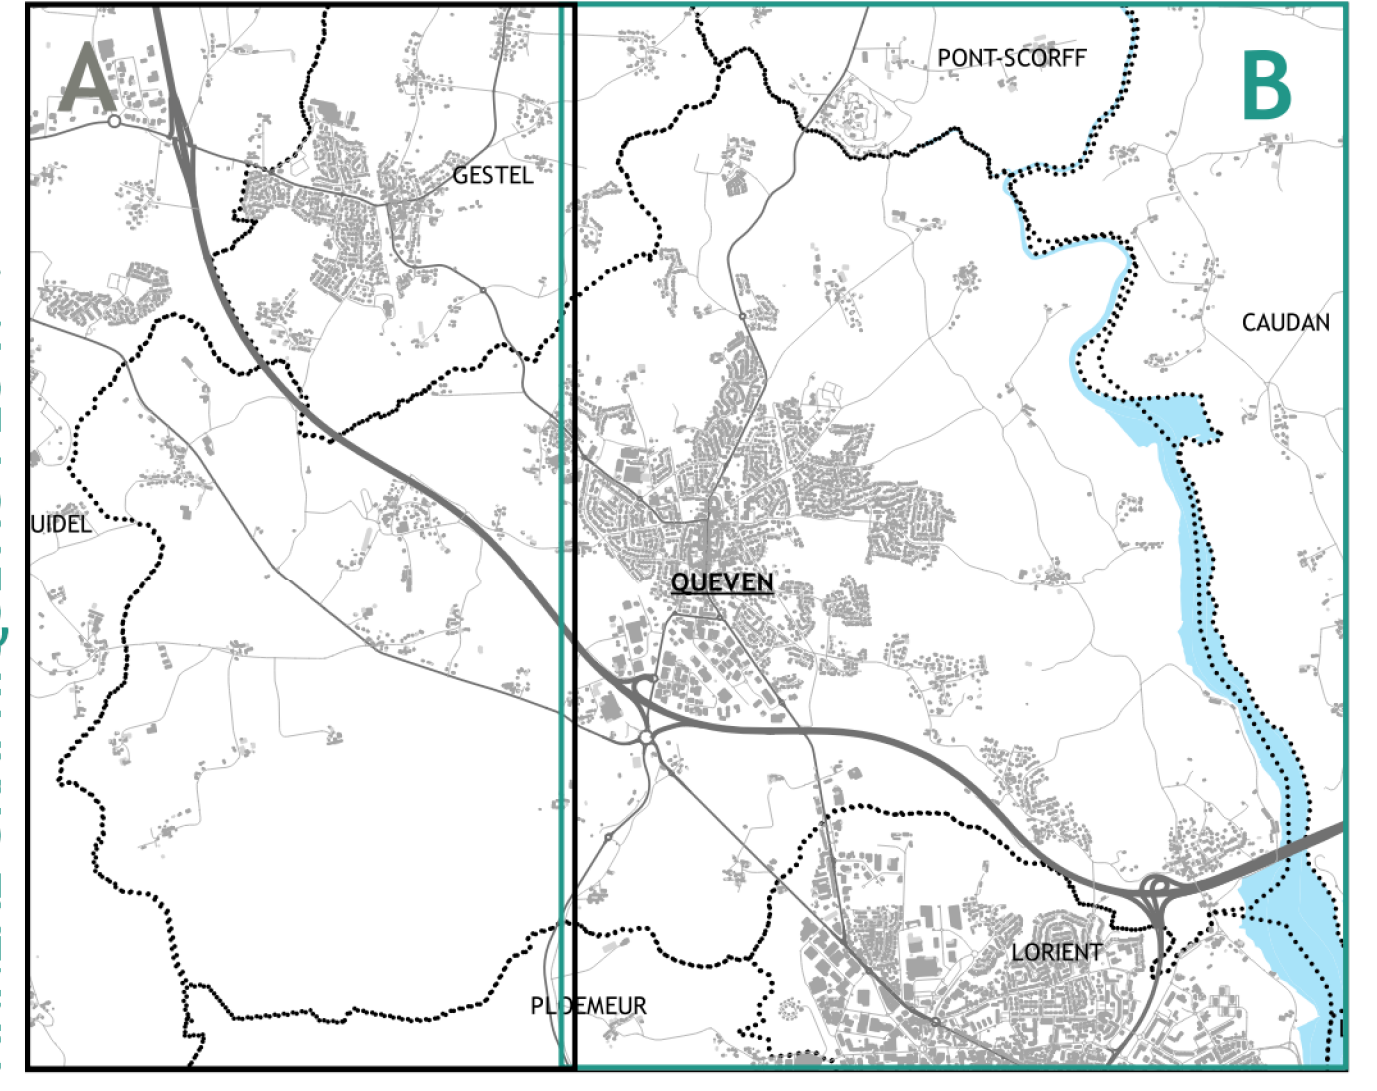 A
PONT-SCORFF
B
GESTEL
CAUDAN
UIDEL
QUEVEN
LORIENT
PLOEMEUR